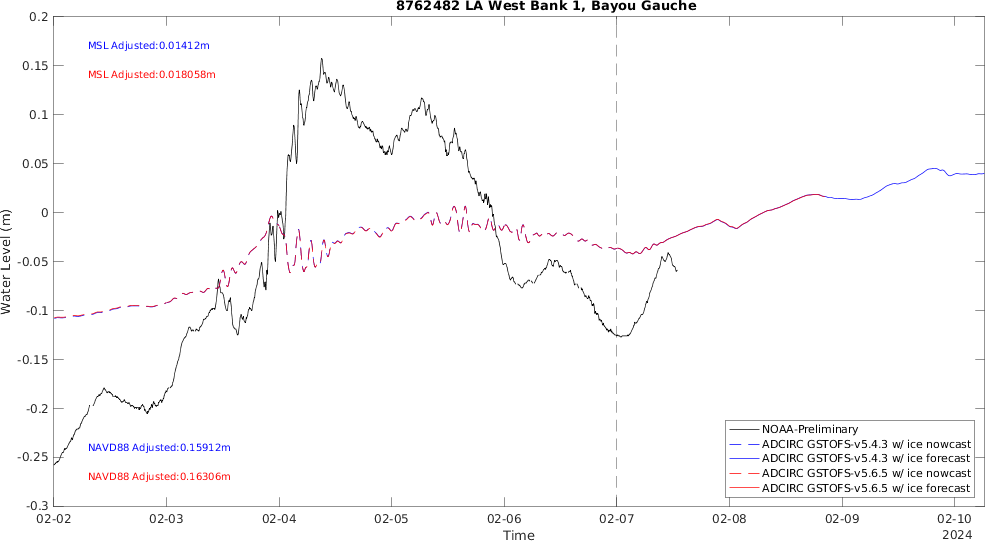 8762482 LA West Bank 1, Bayou Gauche
0.2
MSL Adjusted:0.01412m
0.15
MSL Adjusted:0.018058m
0.1
0.05
0
Water Level (m)
-0.05
-0.1
-0.15
-0.2
NAVD88 Adjusted:0.15912m
-0.25
NAVD88 Adjusted:0.16306m
-0.3
NOAA-Preliminary
ADCIRC GSTOFS-v5.4.3 w/ ice nowcast
ADCIRC GSTOFS-v5.4.3 w/ ice forecast
ADCIRC GSTOFS-v5.6.5 w/ ice nowcast
ADCIRC GSTOFS-v5.6.5 w/ ice forecast
02-02 02-03 02-04 02-05 02-06 02-07 02-08 02-09 02-10
Time
2024